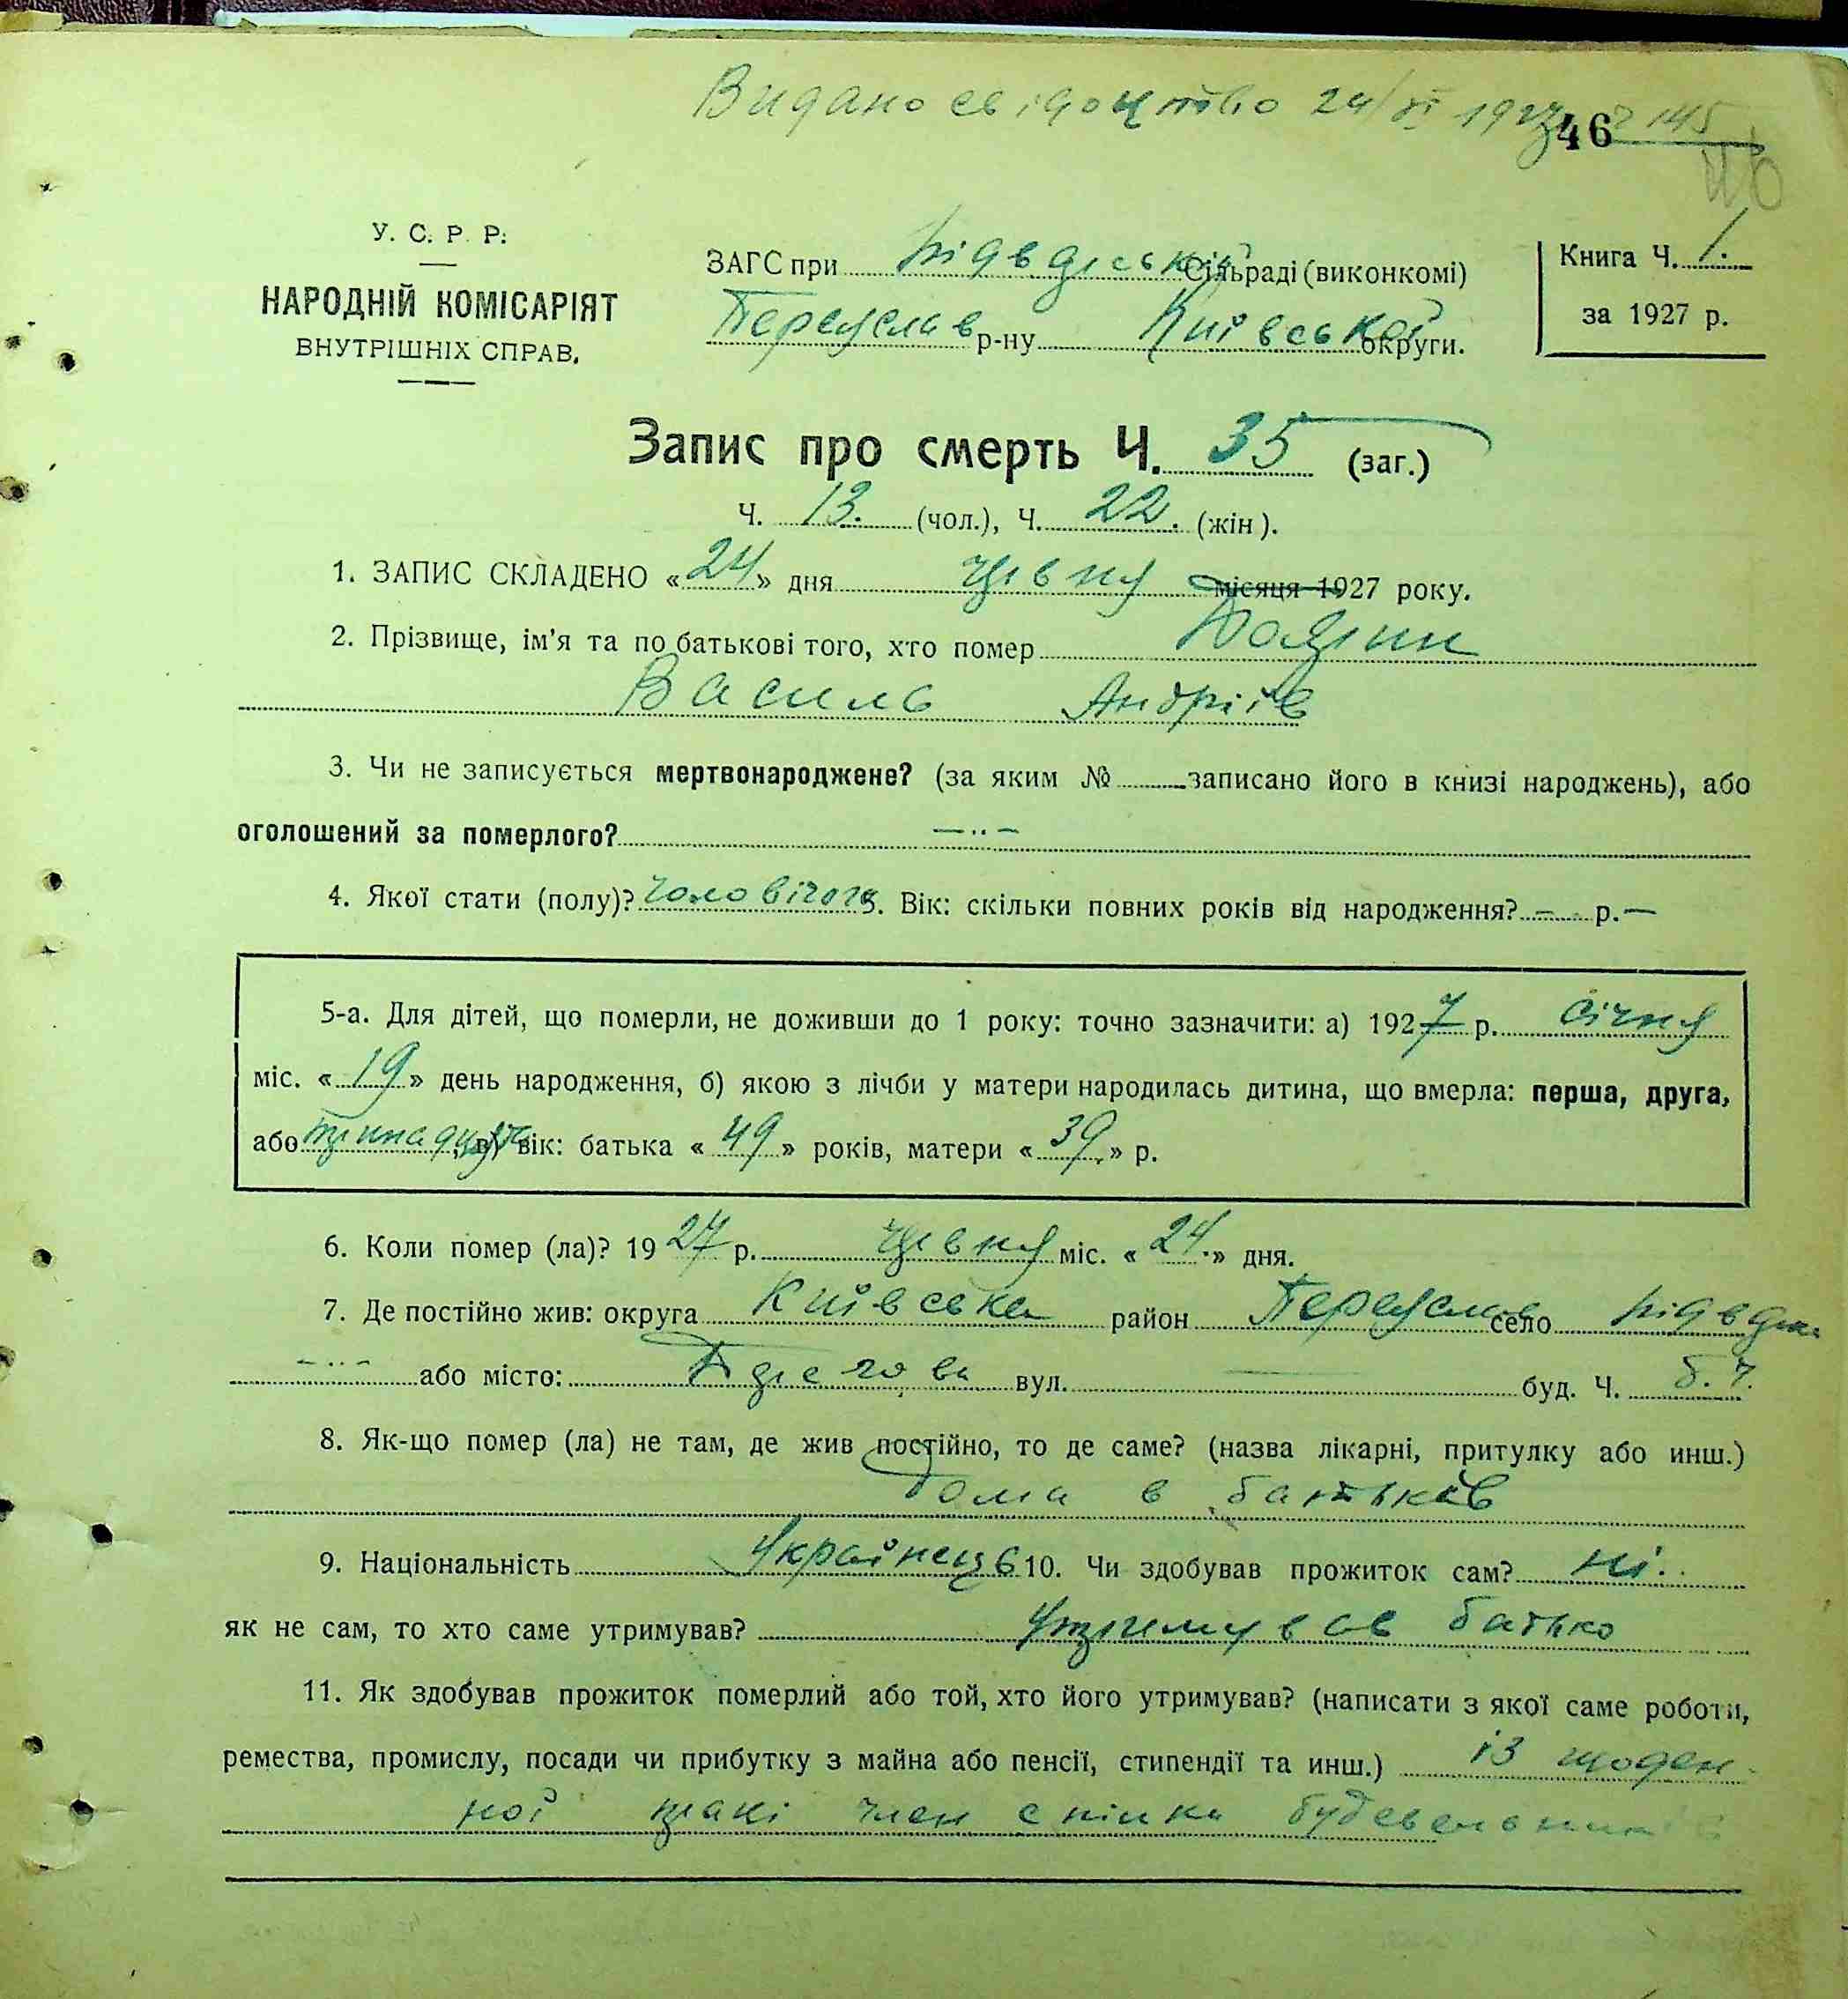 Видано свідоцтво 24/VI 1927 46 145
46
У. С. Р. Р.
НАРОДНІЙ КОМІСАРІЯТ
ВНУТРІШНІХ СПРАВ.
ЗАГС при Підварській Сільраді (виконкомі)
Переяслав р-ну Київської округи.
Книга Ч. 1.
за 1927 р.
Запис про смерть Ч. 35 (заг.)
Ч. 13. (чол.), Ч. 22. (жін).
1. ЗАПИС СКЛАДЕНО «24» дня червня місяця 1927 року.
2. Прізвище, ім'я та по батькові того, хто помер
Василь Андріїв
3. Чи не записується мертвонароджене? (за яким № записано його в книзі народжень), або
оголошений за померлого?
4. Якої стати (полу)? чоловічого 5. Вік: скільки повних років від народження? — р. —
5-а. Для дітей, що померли, не доживши до 1 року: точно зазначити: а) 1927 р. січня
міс. «19» день народження, б) якою з лічби у матери народилась дитина, що вмерла: перша, друга,
або тринадцята в) вік: батька «49» років, матери «39» р.
6. Коли помер (ла)? 1927 р. червня міс. «24» дня.
7. Де постійно жив: округа Київська район Переяслав село
або місто: вул. — буд. Ч. б. ч.
8. Як-що помер (ла) не там, де жив постійно, то де саме? (назва лікарні, притулку або инш.)
дома в батьків
9. Національність Українець 10. Чи здобував прожиток сам? ні.
як не сам, то хто саме утримував? Утримував батько
11. Як здобував прожиток померлий або той, хто його утримував? (написати з якої саме роботи,
ремества, промислу, посади чи прибутку з майна або пенсії, стипендії та инш.) із щоден
ної праці член спілки будевельників